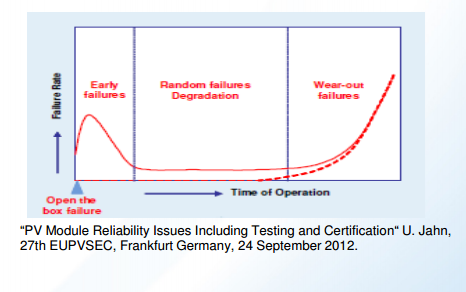 Failure Rate
Early
failures
Random failures
Degradation
Wear-out
failures
Time of Operation
Open the
box failure
“PV Module Reliability Issues Including Testing and Certification“ U. Jahn,
27th EUPVSEC, Frankfurt Germany, 24 September 2012.